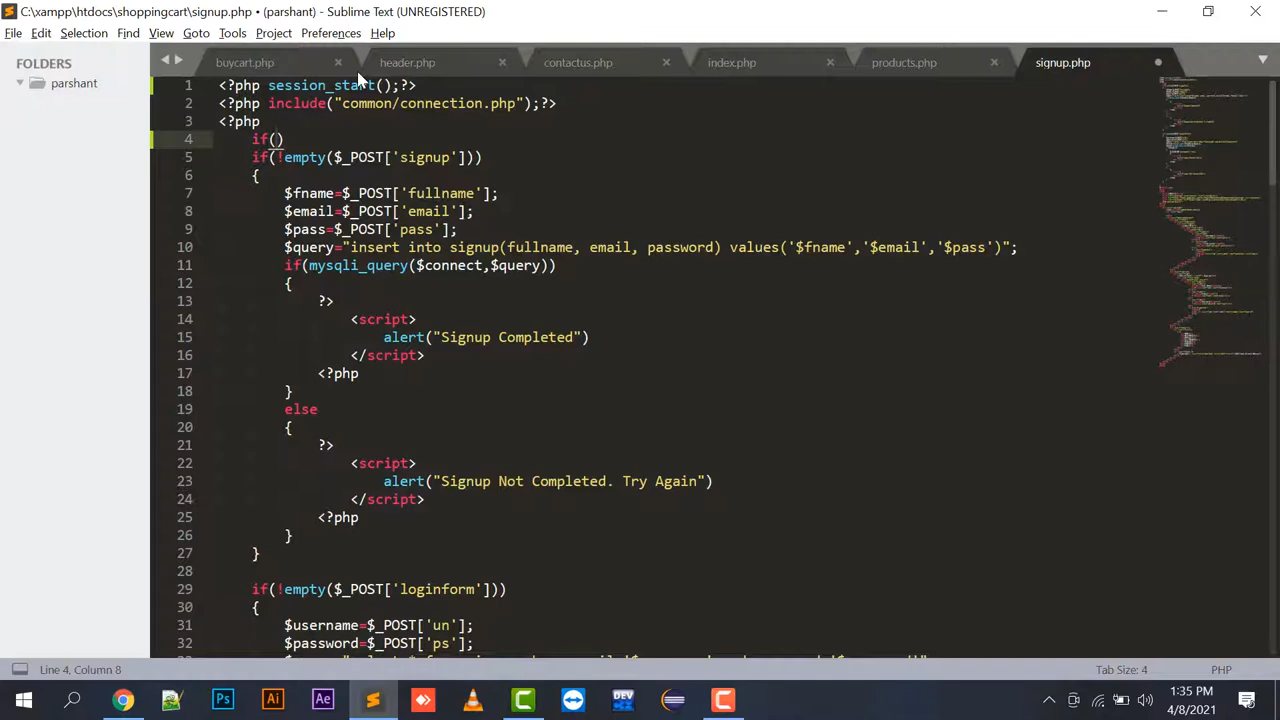 C:\xampp\htdocs\shoppingcart\signup.php • (parshant) - Sublime Text (UNREGISTERED)
File Edit Selection View Goto Tools Project Preferences Help
FOLDERS
parshant
buycart.php header.php contactus.php index.php products.php signup.php
1 <?php session_start();?>
2 <?php include("common/connection.php");?>
3 <?php
4 if()
5 if(!empty($_POST['signup']))
6 {
7 $fname=$_POST['fullname'];
8 $email=$_POST['email'];
9 $pass=$_POST['pass'];
10 $query="insert into signup(fullname, email, password) values('$fname','$email','$pass')";
11 if(mysqli_query($connect,$query))
12 {
13 ?>
14 <script>
15 alert("Signup Completed")
16 </script>
17 <?php
18 }
19 else
20 {
21 ?>
22 <script>
23 alert("Signup Not Completed. Try Again")
24 </script>
25 <?php
26 }
27 }
28
29 if(!empty($_POST['loginform']))
30 {
31 $username=$_POST['un'];
32 $password=$_POST['ps'];
Line 4, Column 8 Tab Size: 4 PHP
Ps Ai Ae DEV
1:35 PM
4/8/2021